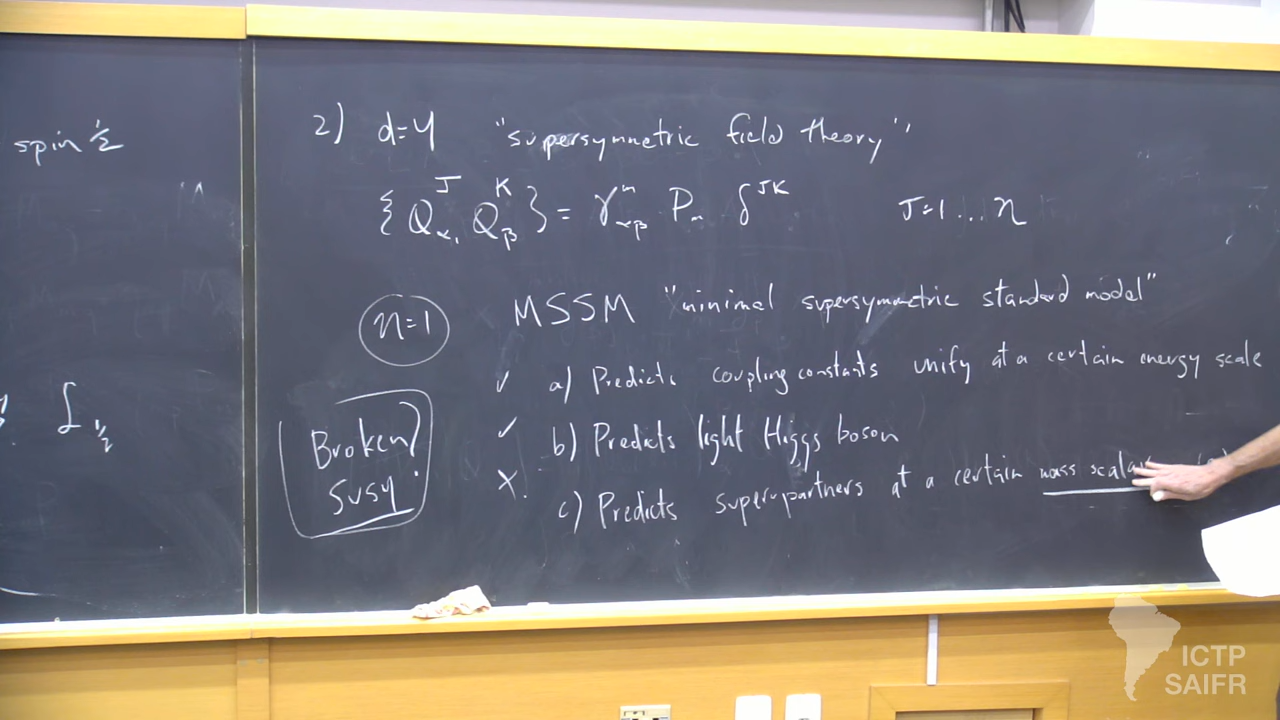 spin ½
£ ½
2) d=4 "supersymmetric field theory"
{Q_α^J, Q_β^K} = γ^m_αβ P_m δ^JK J=1...N
N=1 MSSM "minimal supersymmetric standard model"
✓ a) Predicts coupling constants unify at a certain energy scale
✓ b) Predicts light Higgs boson
X c) Predicts superpartners at a certain mass scale
Broken?
Susy
ICTP
SAIFR